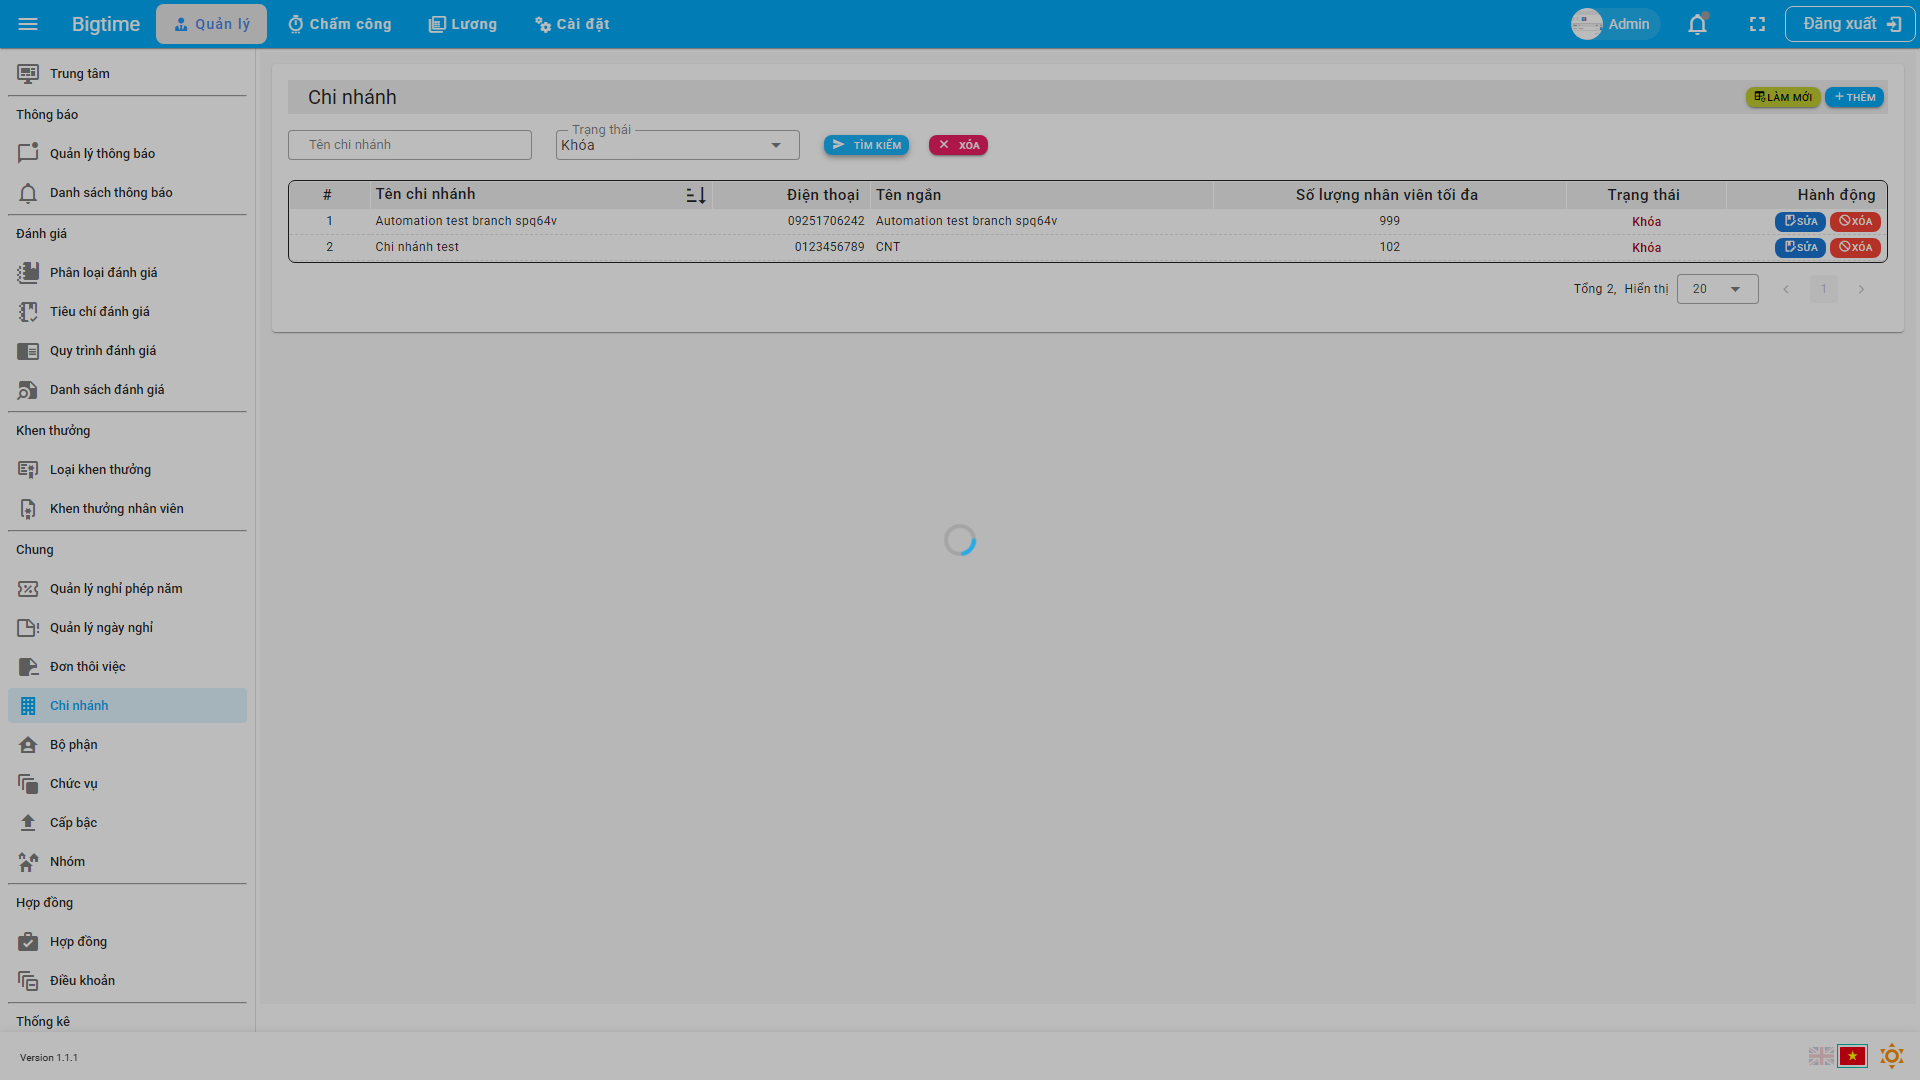 Bigtime
Quản lý
Chấm công
Lương
Cài đặt
Admin
Đăng xuất
Trung tâm
Thông báo
Quản lý thông báo
Danh sách thông báo
Đánh giá
Phân loại đánh giá
Tiêu chí đánh giá
Quy trình đánh giá
Danh sách đánh giá
Khen thưởng
Loại khen thưởng
Khen thưởng nhân viên
Chung
Quản lý nghỉ phép năm
Quản lý ngày nghỉ
Đơn thôi việc
Chi nhánh
Bộ phận
Chức vụ
Cấp bậc
Nhóm
Hợp đồng
Hợp đồng
Điều khoản
Thống kê
Version 1.1.1
Chi nhánh
LÀM MỚI
THÊM
Tên chi nhánh
Trạng thái
Khóa
TÌM KIẾM
XÓA
# Tên chi nhánh Điện thoại Tên ngắn Số lượng nhân viên tối đa Trạng thái Hành động
1 Automation test branch spq64v 09251706242 Automation test branch spq64v 999 Khóa SỬA XÓA
2 Chi nhánh test 0123456789 CNT 102 Khóa SỬA XÓA
Tổng 2, Hiển thị 20 1